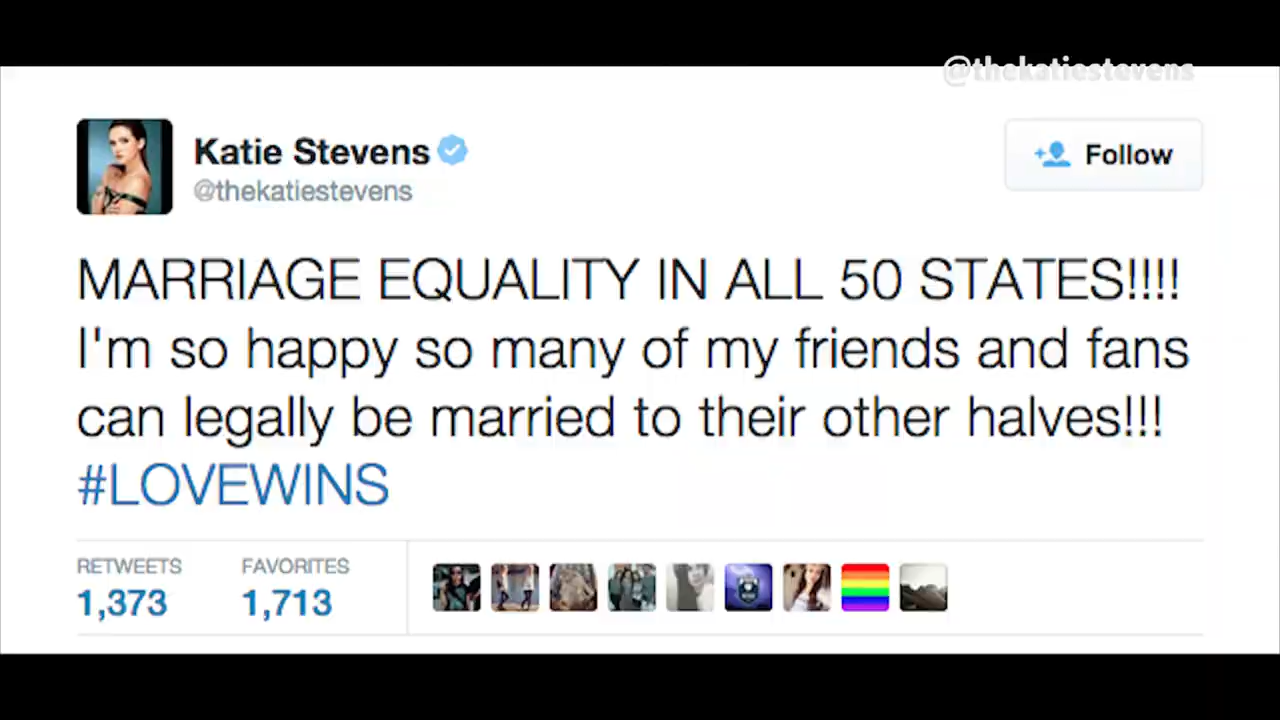 @thekatiestevens
Katie Stevens
@thekatiestevens
Follow
MARRIAGE EQUALITY IN ALL 50 STATES!!!!
I'm so happy so many of my friends and fans
can legally be married to their other halves!!!
#LOVEWINS
RETWEETS FAVORITES
1,373 1,713